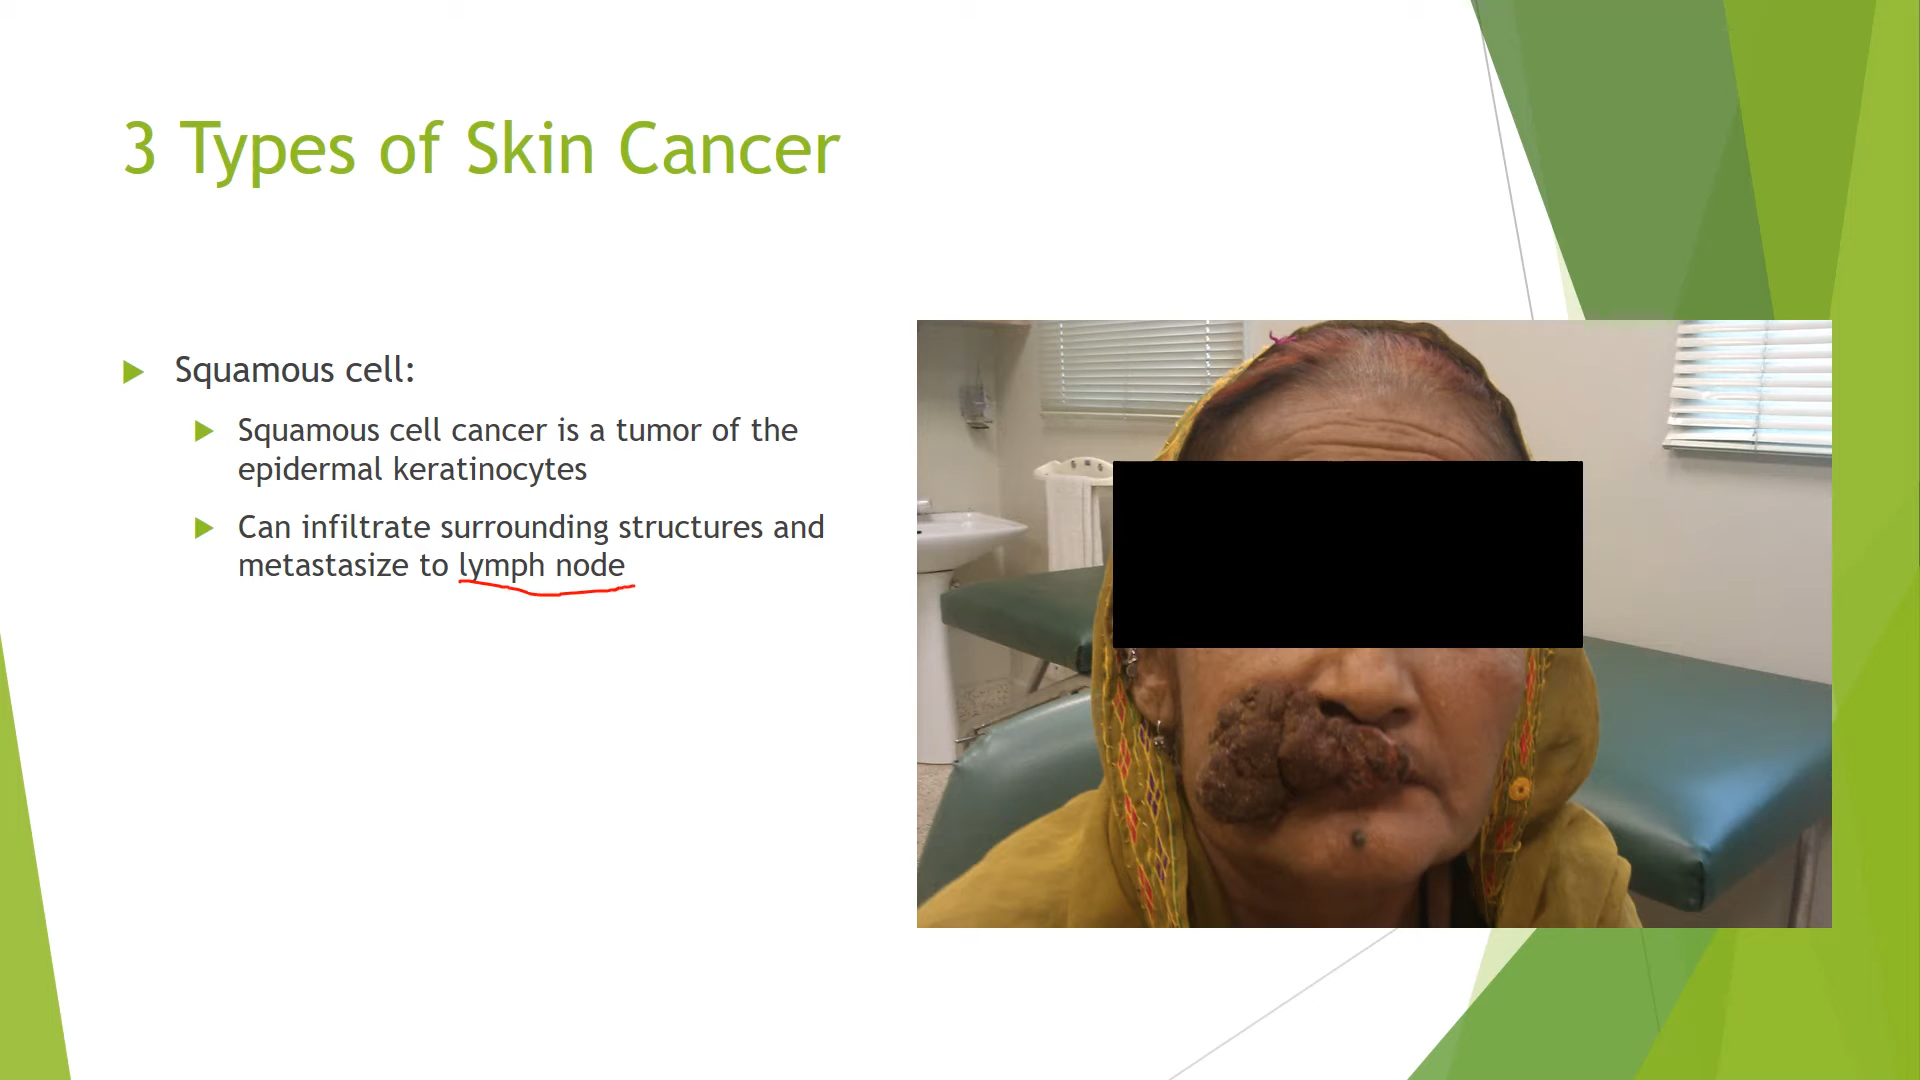 3 Types of Skin Cancer
Squamous cell:
Squamous cell cancer is a tumor of the
epidermal keratinocytes
Can infiltrate surrounding structures and
metastasize to lymph node